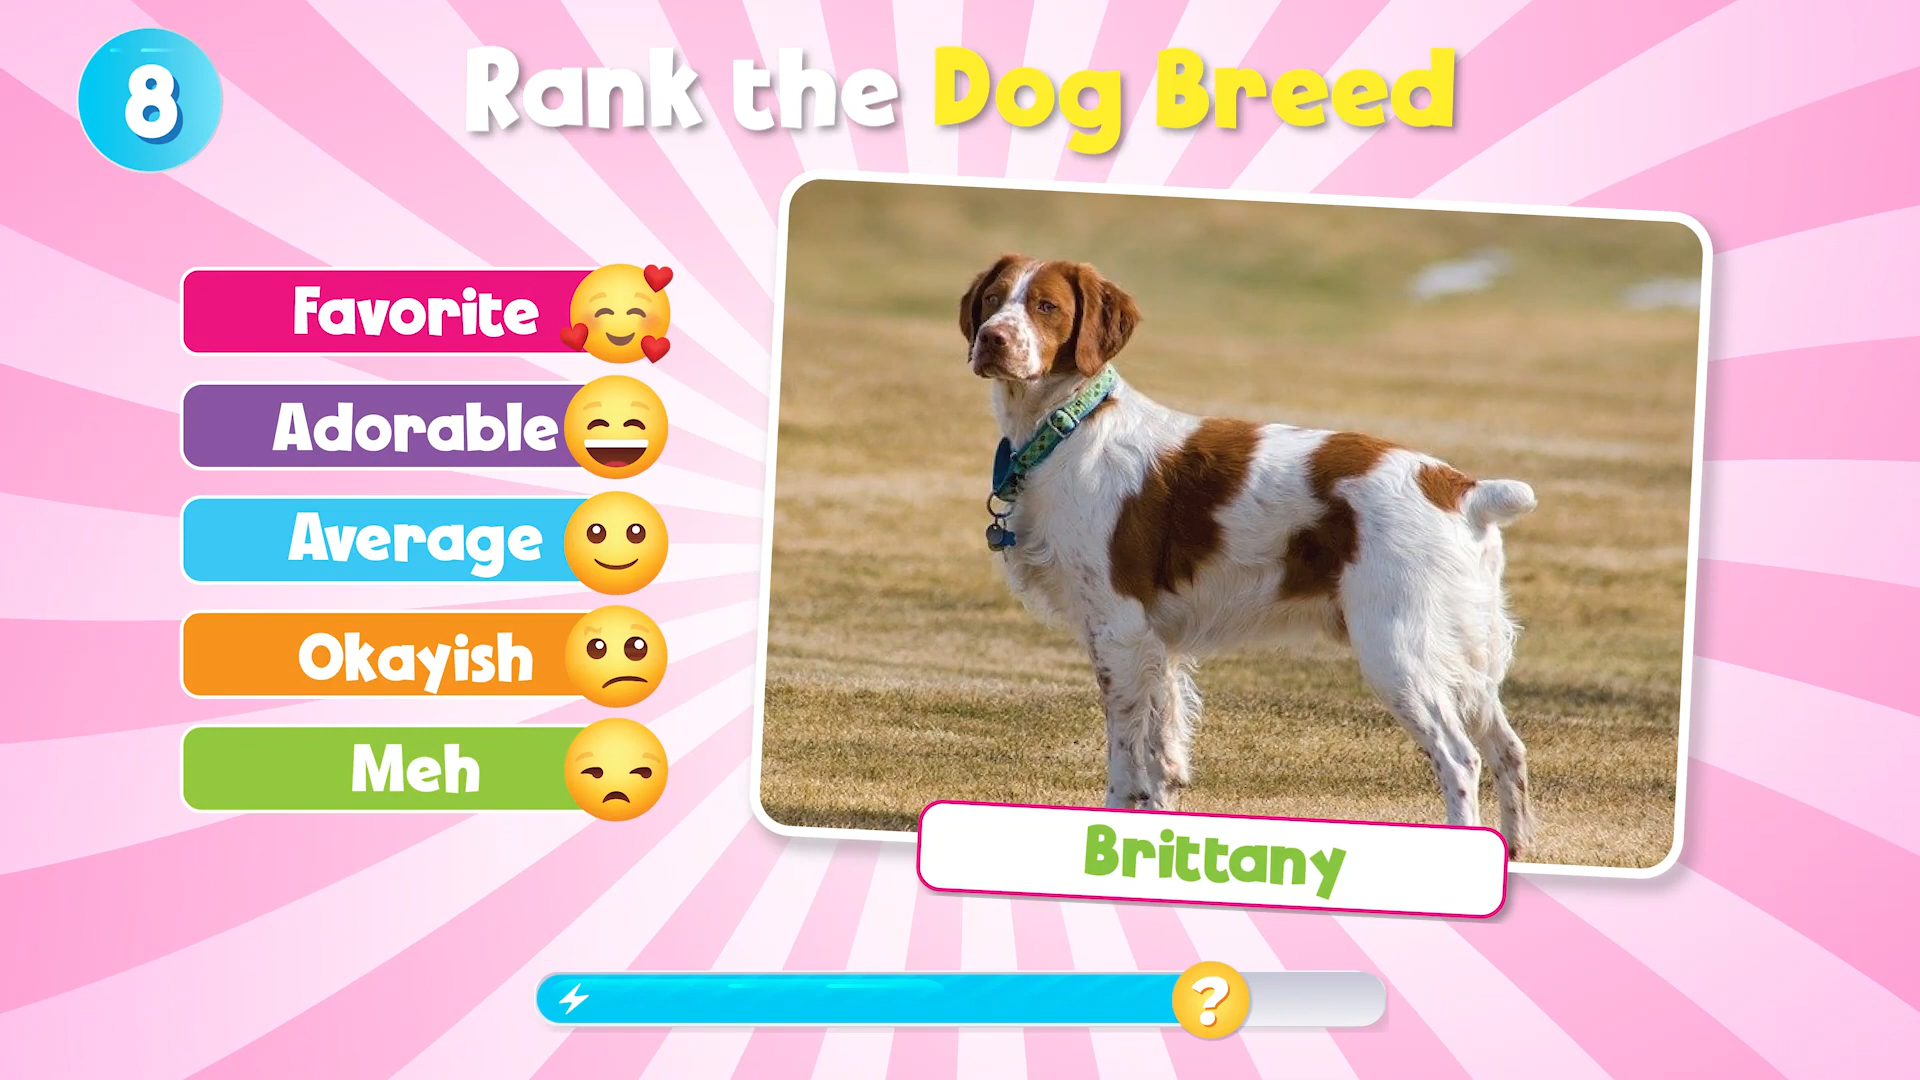 8
Rank the Dog Breed
Favorite
Adorable
Average
Okayish
Meh
Brittany
?